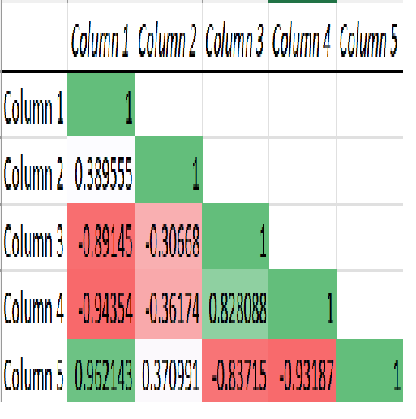 Column 1 Column 2 Column 3 Column 4 Column 5
Column 1 1
Column 2 0.389555 1
Column 3 -0.89145 -0.30668 1
Column 4 -0.94354 -0.36174 0.828088 1
Column 5 0.952143 0.370991 -0.83715 -0.93187 1